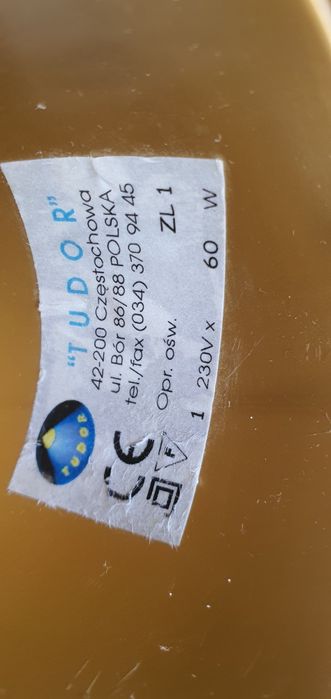 "TUDOR"
42-200 Częstochowa
ul. Bór 86/88 POLSKA
tel./fax (034) 370 94 45
TUDOR
CE
F
Opr. ośw. ZL 1
1 230V x 60 W